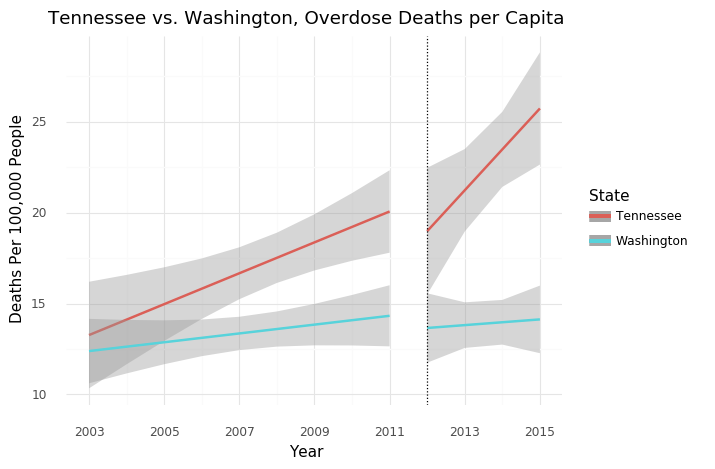 Tennessee vs. Washington, Overdose Deaths per Capita
Deaths Per 100,000 People
25
20
15
10
2003 2005 2007 2009 2011 2013 2015
Year
State
Tennessee
Washington